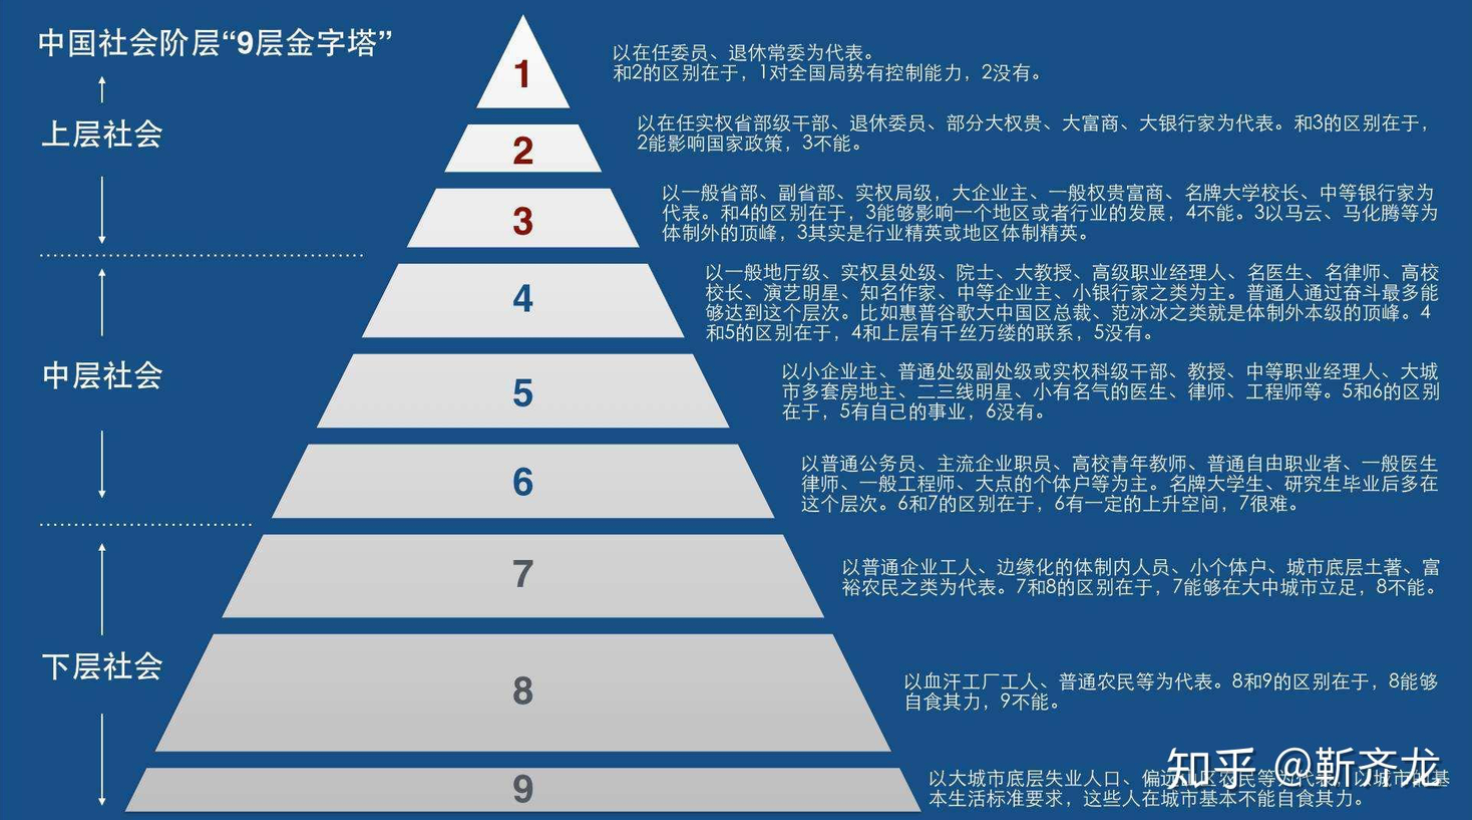 中国社会阶层“9层金字塔”
上层社会
中层社会
下层社会
1
以在任委员、退休常委为代表。
和2的区别在于，1对全国局势有控制能力，2没有。
2
以在任实权省部级干部、退休委员、部分大权贵、大富商、大银行家为代表。和3的区别在于，
2能影响国家政策，3不能。
3
以一般省部、副省部、实权局级，大企业主、一般权贵富商、名牌大学校长、中等银行家为
代表。和4的区别在于，3能够影响一个地区或者行业的发展，4不能。3以马云、马化腾等为
体制外的顶峰，3其实是行业精英或地区体制精英。
4
以一般地厅级、实权县处级、院士、大教授、高级职业经理人、名医生、名律师、高校
校长、演艺明星、知名作家、中等企业主、小银行家之类为主。普通人通过奋斗最多能
够达到这个层次。比如惠普谷歌大中国区总裁、范冰冰之类就是体制外本级的顶峰。4
和5的区别在于，4和上层有千丝万缕的联系，5没有。
5
以小企业主、普通处级副处级或实权科级干部、教授、中等职业经理人、大城
市多套房地主、二三线明星、小有名气的医生、律师、工程师等。5和6的区别
在于，5有自己的事业，6没有。
6
以普通公务员、主流企业职员、高校青年教师、普通自由职业者、一般医生
律师、一般工程师、大点的个体户等为主。名牌大学生、研究生毕业后多在
这个层次。6和7的区别在于，6有一定的上升空间，7很难。
7
以普通企业工人、边缘化的体制内人员、小个体户、城市底层土著、富
裕农民之类为代表。7和8的区别在于，7能够在大中城市立足，8不能。
8
以血汗工厂工人、普通农民等为代表。8和9的区别在于，8能够
自食其力，9不能。
9
以大城市底层失业人口、偏远山区农民等为代表，以城市的基
本生活标准要求，这些人在城市基本不能自食其力。
知乎 @靳齐龙